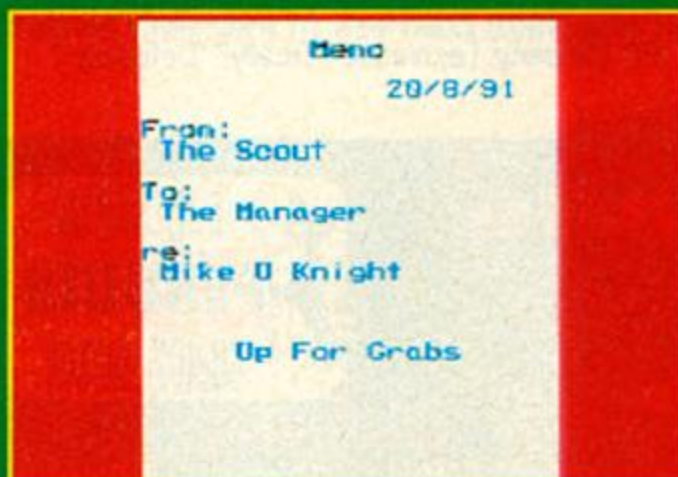 Memo
20/8/91
From:
The Scout
To:
The Manager
re:
Mike U Knight
Up For Grabs